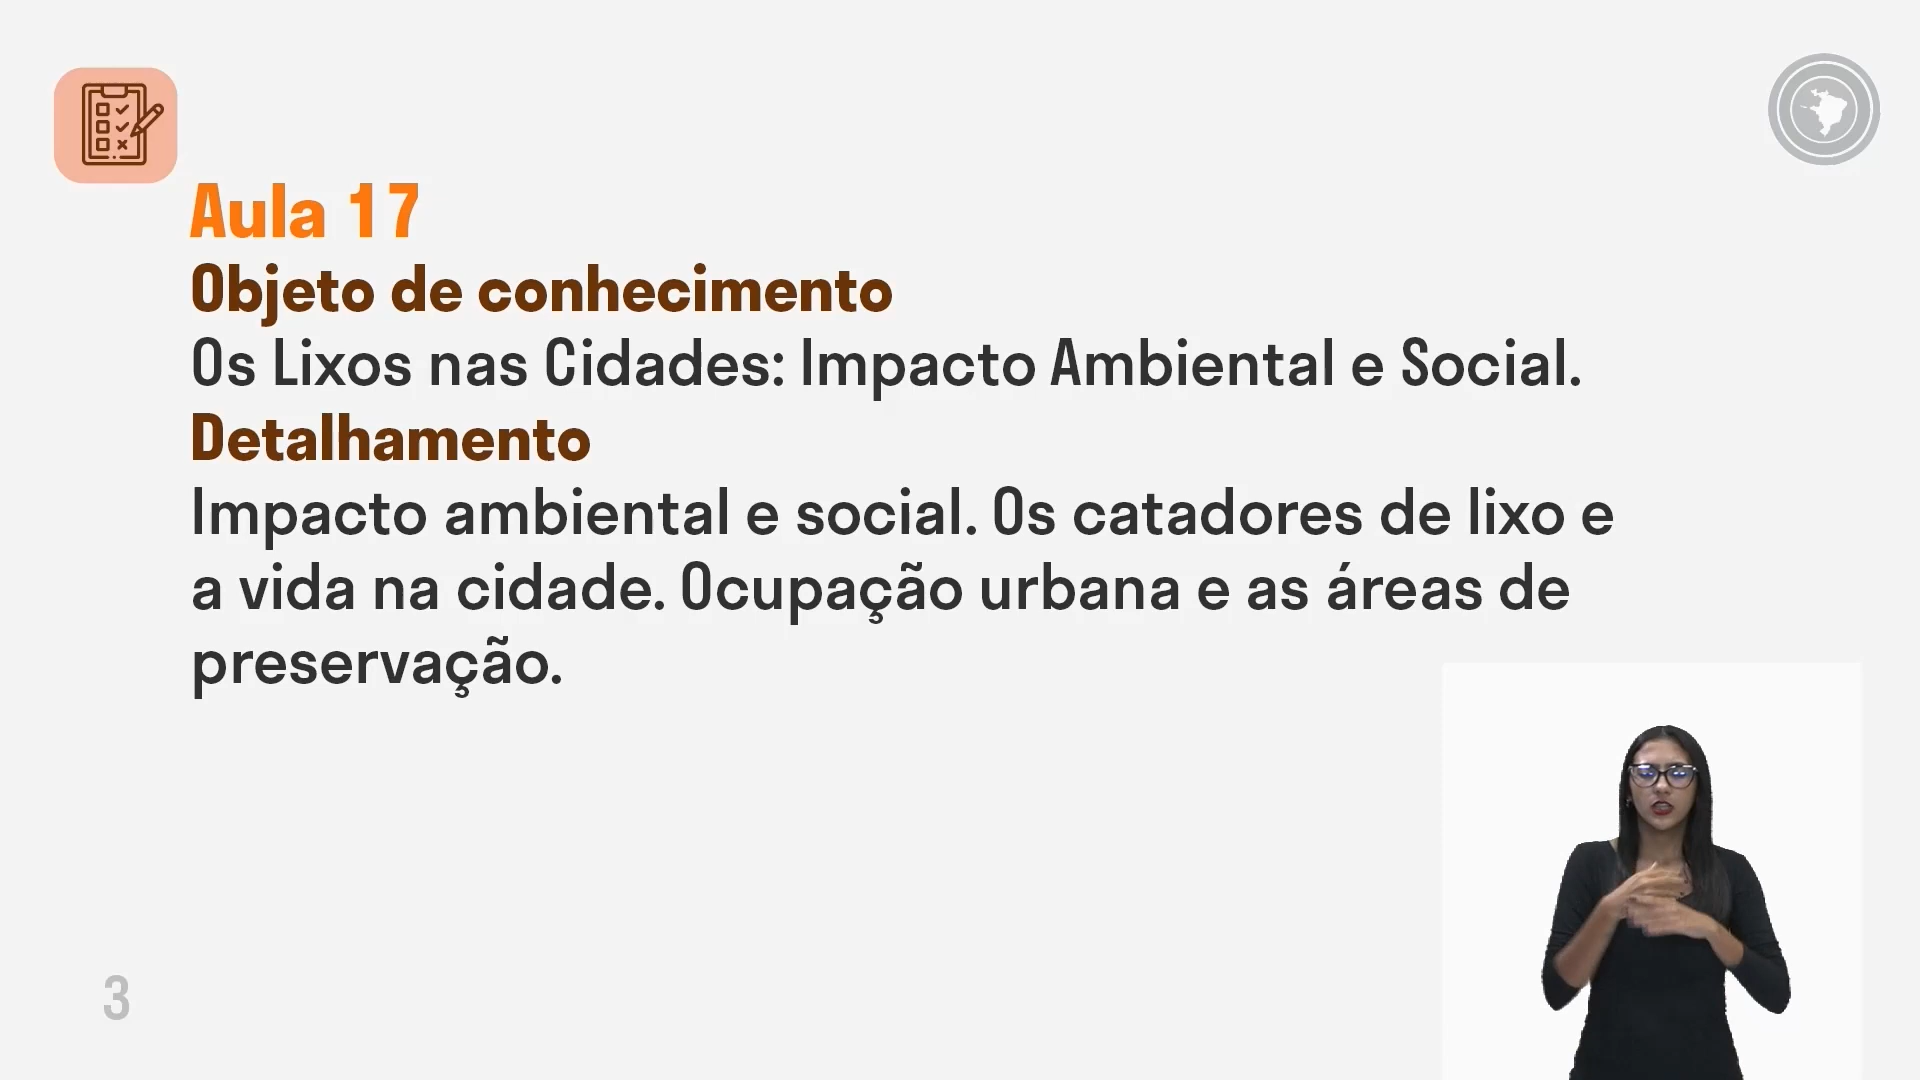 Aula 17
Objeto de conhecimento
Os Lixos nas Cidades: Impacto Ambiental e Social.
Detalhamento
Impacto ambiental e social. Os catadores de lixo e
a vida na cidade. Ocupação urbana e as áreas de
preservação.
3